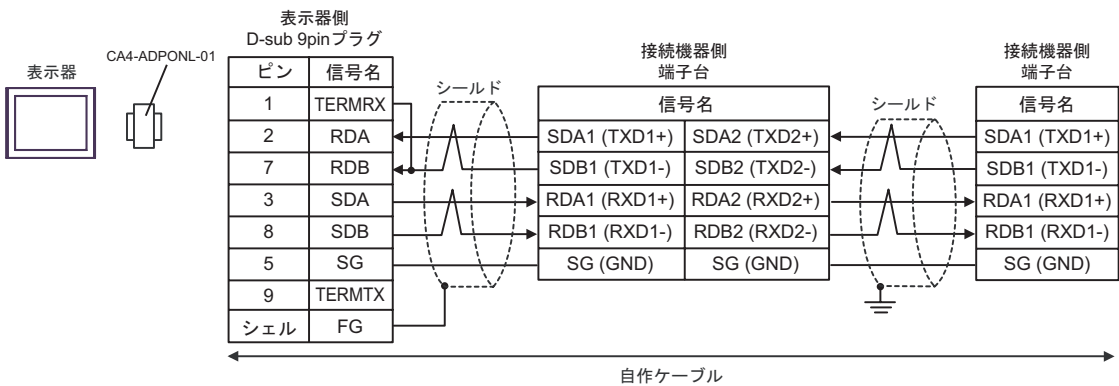 表示器
CA4-ADPONL-01
表示器側
D-sub 9pinプラグ
ピン 信号名
1 TERMRX
2 RDA
7 RDB
3 SDA
8 SDB
5 SG
9 TERMTX
シェル FG
シールド
接続機器側
端子台
信号名
SDA1 (TXD1+) SDA2 (TXD2+)
SDB1 (TXD1-) SDB2 (TXD2-)
RDA1 (RXD1+) RDA2 (RXD2+)
RDB1 (RXD1-) RDB2 (RXD2-)
SG (GND) SG (GND)
シールド
接続機器側
端子台
信号名
SDA1 (TXD1+)
SDB1 (TXD1-)
RDA1 (RXD1+)
RDB1 (RXD1-)
SG (GND)
自作ケーブル